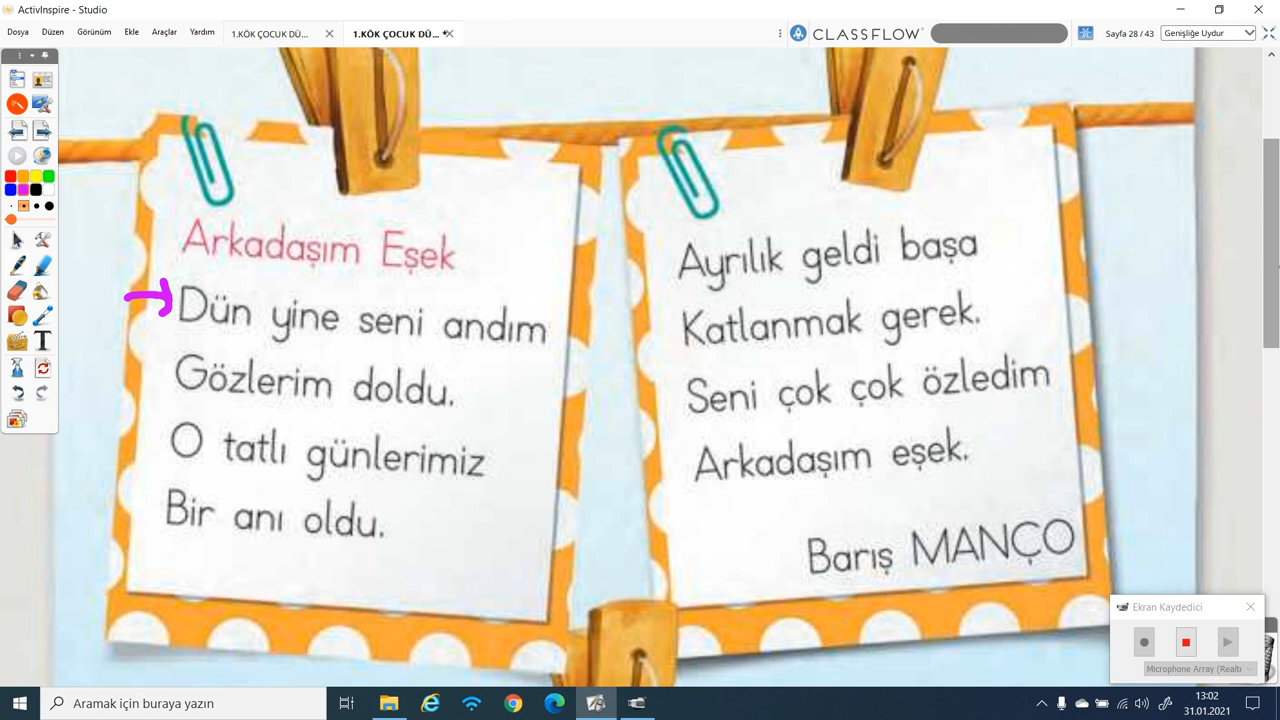 ActivInspire - Studio
Dosya Düzen Görünüm Ekle Araçlar Yardım
1.KÖK ÇOCUK DÜ...
1.KÖK ÇOCUK DÜ... *
CLASSFLOW
Sayfa 28 / 43
Genişliğe Uydur
Arkadaşım Eşek
Dün yine seni andım
Gözlerim doldu.
O tatlı günlerimiz
Bir anı oldu.
Ayrılık geldi başa
Katlanmak gerek.
Seni çok çok özledim
Arkadaşım eşek.
Barış MANÇO
Ekran Kaydedici
Microphone Array (Realte
Aramak için buraya yazın
13:02
31.01.2021